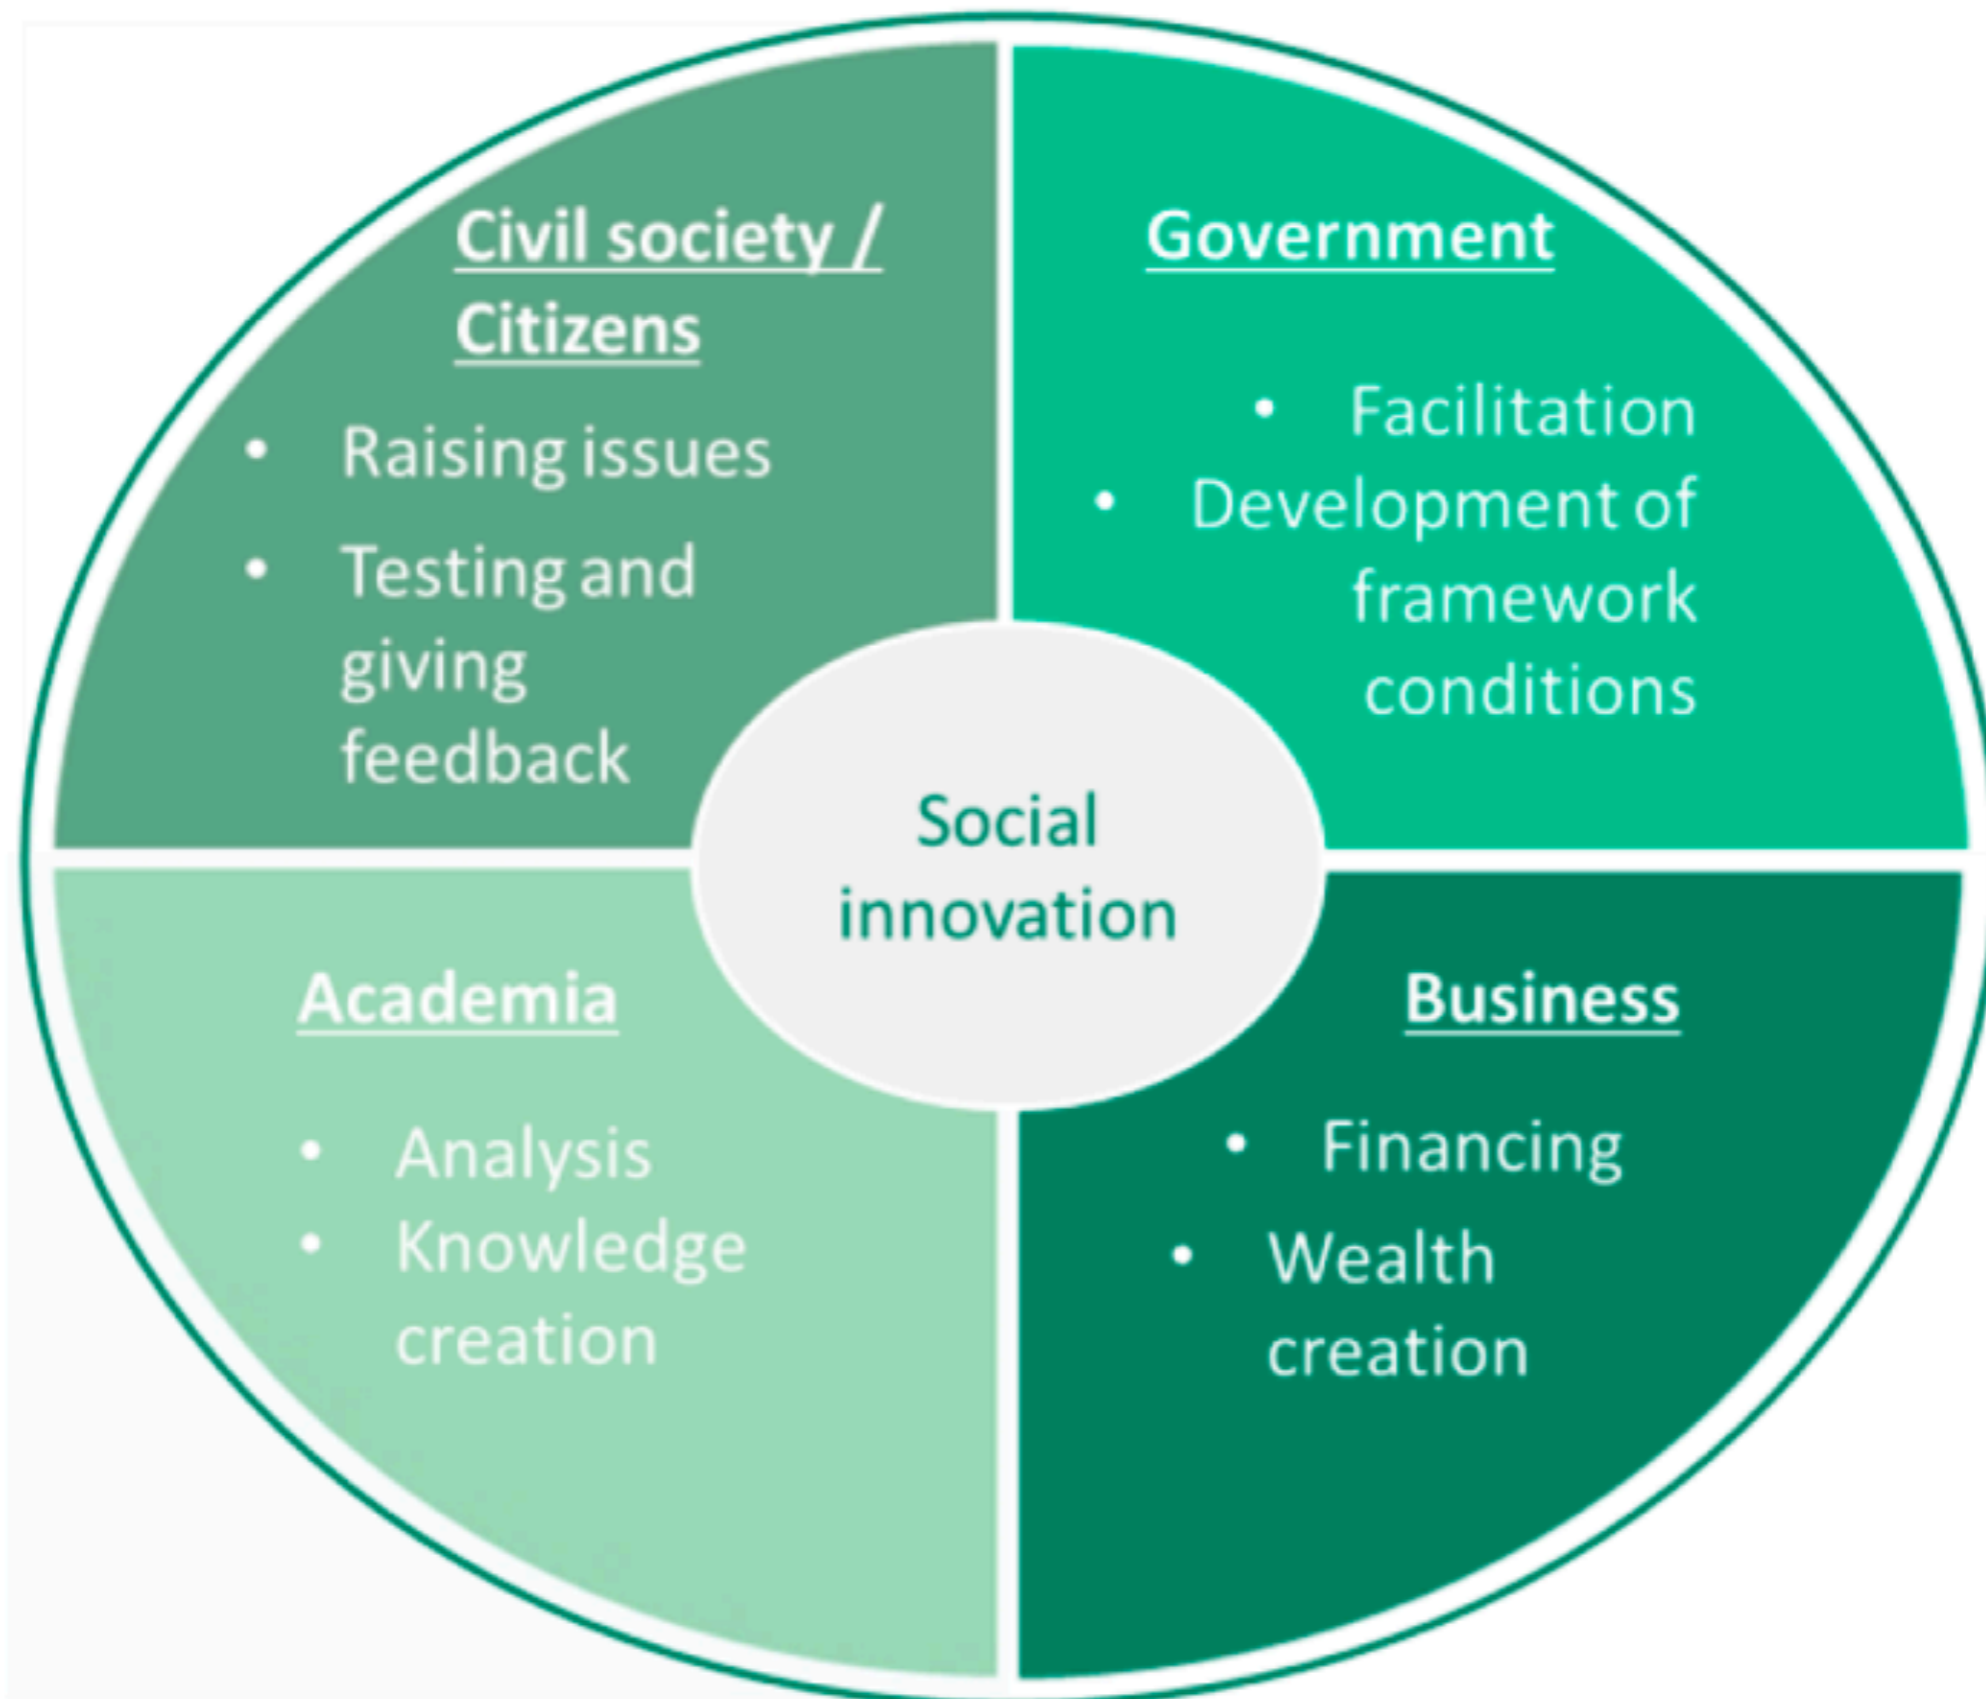 Civil society /
Citizens
• Raising issues
• Testing and
giving
feedback
Government
• Facilitation
• Development of
framework
conditions
Social
innovation
Academia
• Analysis
• Knowledge
creation
Business
• Financing
• Wealth
creation